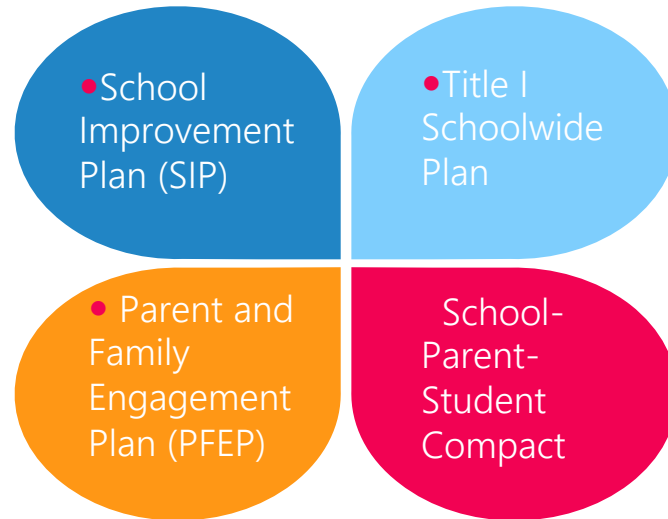 •School
Improvement
Plan (SIP)
•Title I
Schoolwide
Plan
• Parent and
Family
Engagement
Plan (PFEP)
School-
Parent-
Student
Compact